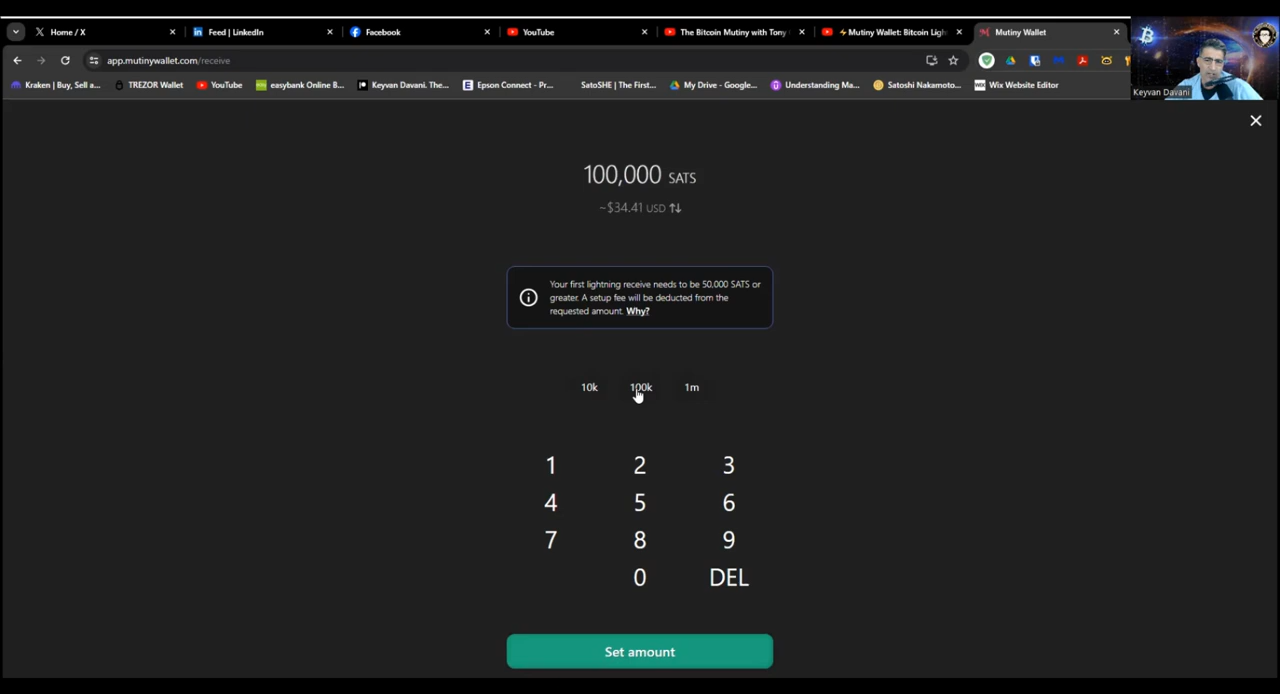 Home / X
Feed | LinkedIn
Facebook
YouTube
The Bitcoin Mutiny with Tony
⚡Mutiny Wallet: Bitcoin Ligh
Mutiny Wallet
app.mutinywallet.com/receive
Kraken | Buy, Sell a...
TREZOR Wallet
YouTube
easybank Online B...
Keyvan Davani. The...
Epson Connect - Pr...
SatoSHE | The First...
My Drive - Google...
Understanding Ma...
Satoshi Nakamoto...
WIX Wix Website Editor
Keyvan Davani
100,000 SATS
~$34.41 USD
Your first lightning receive needs to be 50,000 SATS or
greater. A setup fee will be deducted from the
requested amount. Why?
10k 100k 1m
1 2 3
4 5 6
7 8 9
0 DEL
Set amount